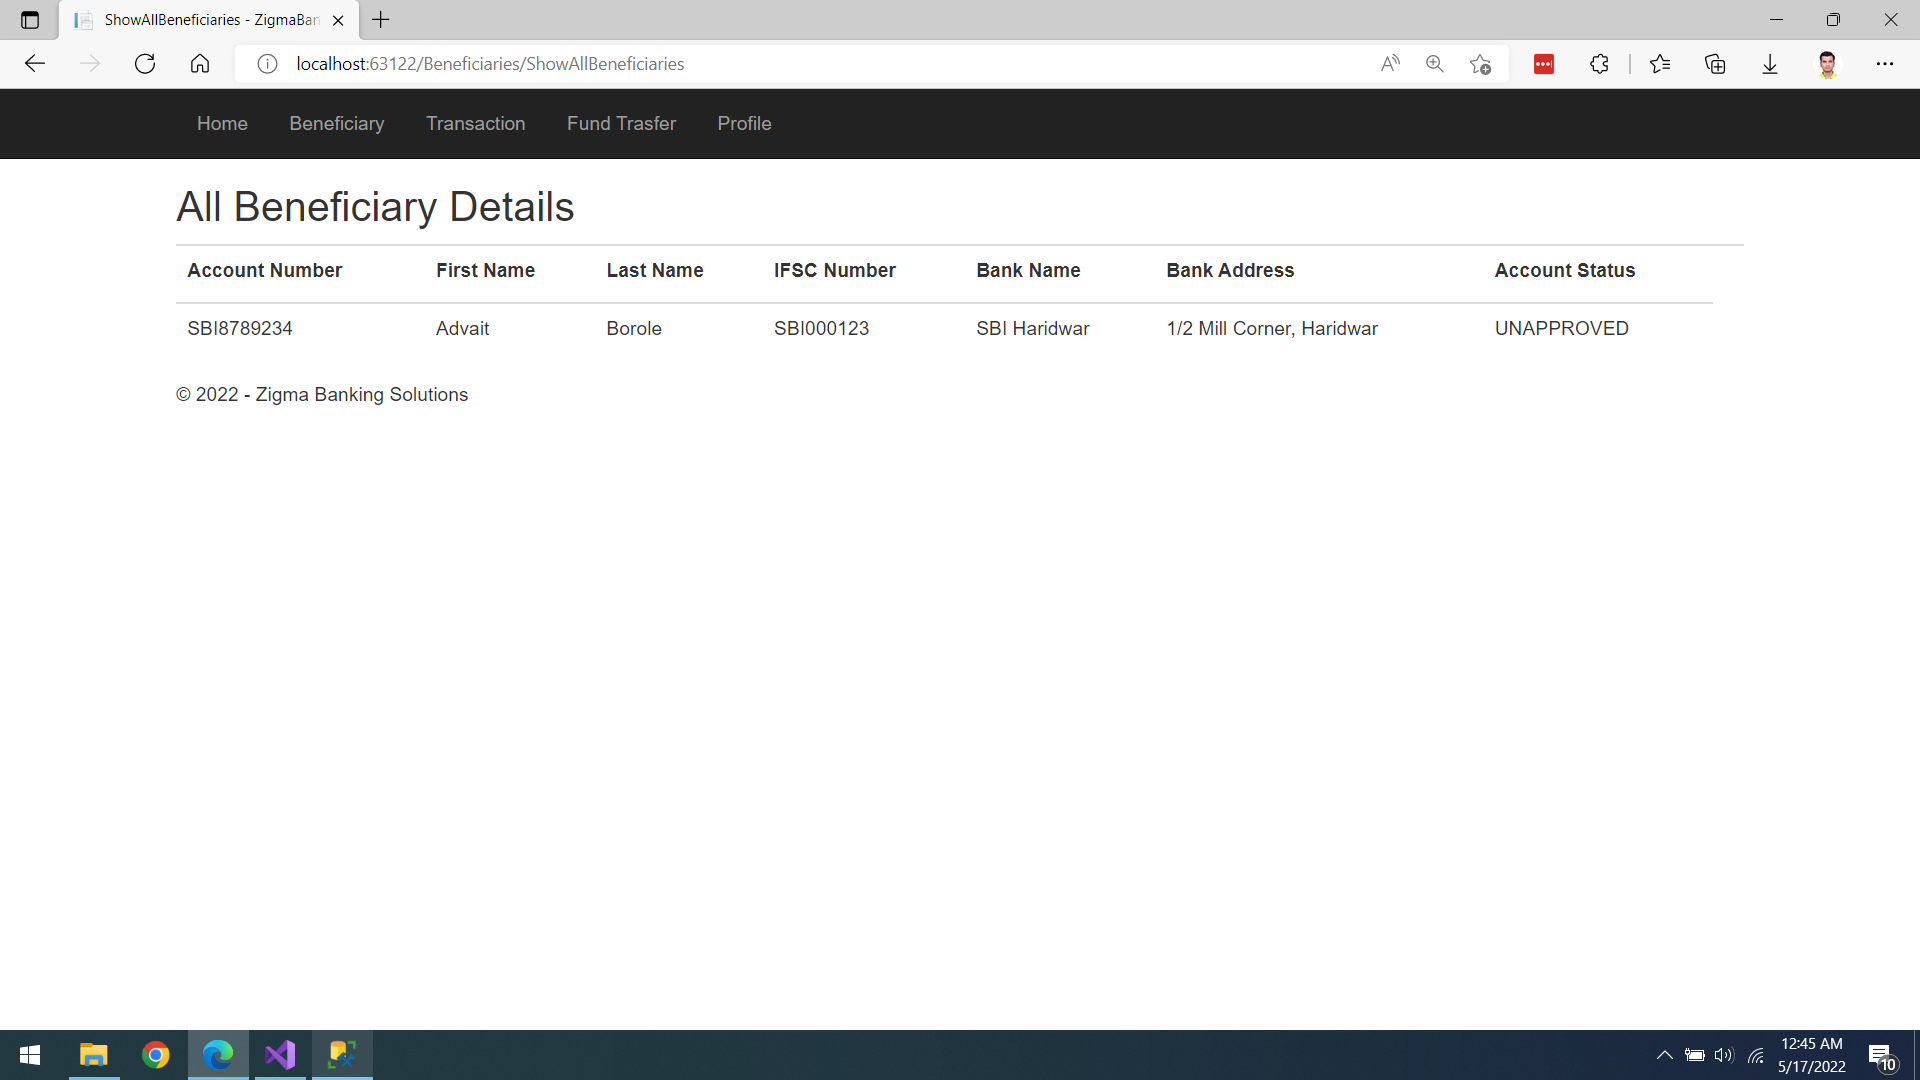 ShowAllBeneficiaries - ZigmaBan
localhost:63122/Beneficiaries/ShowAllBeneficiaries
Home Beneficiary Transaction Fund Trasfer Profile
All Beneficiary Details
Account Number First Name Last Name IFSC Number Bank Name Bank Address Account Status
SBI8789234 Advait Borole SBI000123 SBI Haridwar 1/2 Mill Corner, Haridwar UNAPPROVED
© 2022 - Zigma Banking Solutions
12:45 AM
5/17/2022
10